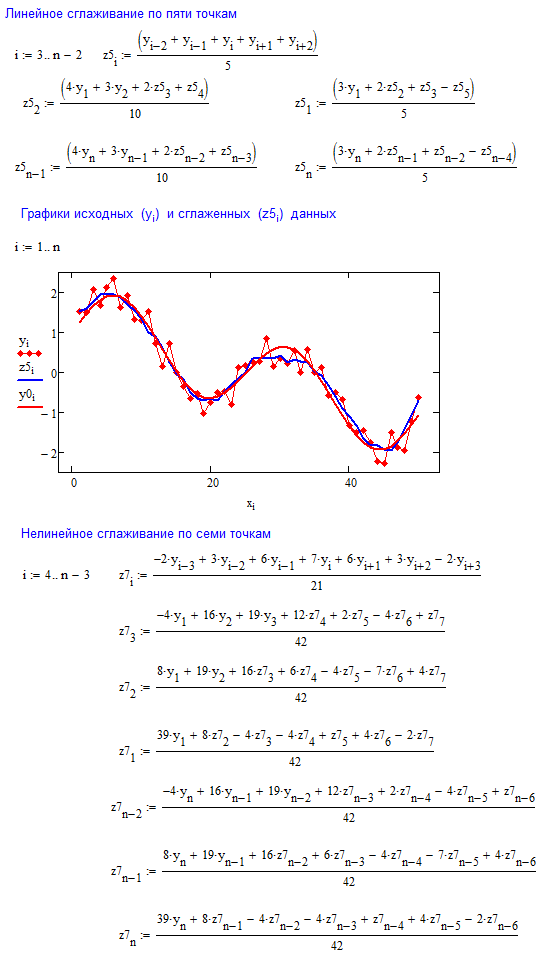 Линейное сглаживание по пяти точкам
i := 3.. n − 2 z5_i := (y_{i−2} + y_{i−1} + y_i + y_{i+1} + y_{i+2}) / 5
z5_2 := (4·y_1 + 3·y_2 + 2·z5_3 + z5_4) / 10 z5_1 := (3·y_1 + 2·z5_2 + z5_3 − z5_5) / 5
z5_{n−1} := (4·y_n + 3·y_{n−1} + 2·z5_{n−2} + z5_{n−3}) / 10 z5_n := (3·y_n + 2·z5_{n−1} + z5_{n−2} − z5_{n−4}) / 5
Графики исходных (y_i) и сглаженных (z5_i) данных
i := 1.. n
2
1
0
− 1
− 2
y_i
z5_i
y0_i
0 20 40
x_i
Нелинейное сглаживание по семи точкам
i := 4.. n − 3 z7_i := (−2·y_{i−3} + 3·y_{i−2} + 6·y_{i−1} + 7·y_i + 6·y_{i+1} + 3·y_{i+2} − 2·y_{i+3}) / 21
z7_3 := (−4·y_1 + 16·y_2 + 19·y_3 + 12·z7_4 + 2·z7_5 − 4·z7_6 + z7_7) / 42
z7_2 := (8·y_1 + 19·y_2 + 16·z7_3 + 6·z7_4 − 4·z7_5 − 7·z7_6 + 4·z7_7) / 42
z7_1 := (39·y_1 + 8·z7_2 − 4·z7_3 − 4·z7_4 + z7_5 + 4·z7_6 − 2·z7_7) / 42
z7_{n−2} := (−4·y_n + 16·y_{n−1} + 19·y_{n−2} + 12·z7_{n−3} + 2·z7_{n−4} − 4·z7_{n−5} + z7_{n−6}) / 42
z7_{n−1} := (8·y_n + 19·y_{n−1} + 16·z7_{n−2} + 6·z7_{n−3} − 4·z7_{n−4} − 7·z7_{n−5} + 4·z7_{n−6}) / 42
z7_n := (39·y_n + 8·z7_{n−1} − 4·z7_{n−2} − 4·z7_{n−3} + z7_{n−4} + 4·z7_{n−5} − 2·z7_{n−6}) / 42